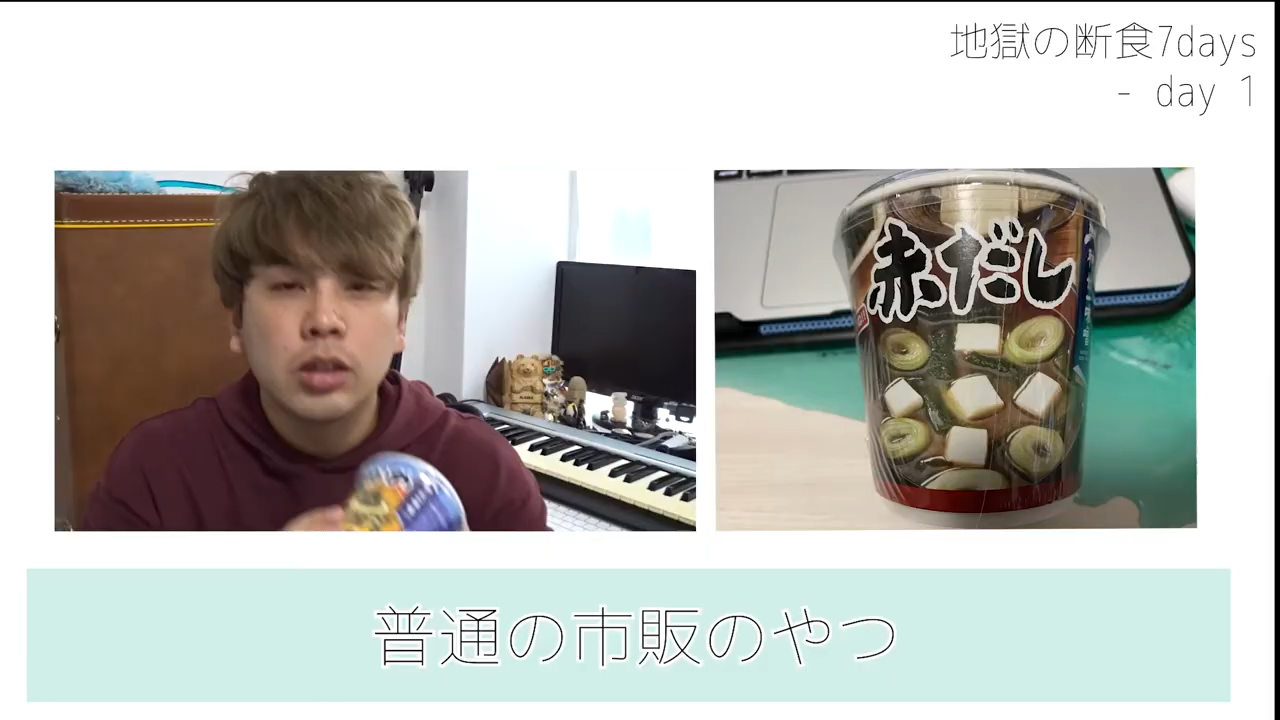 地獄の断食7days
- day 1
赤だし
普通の市販のやつ